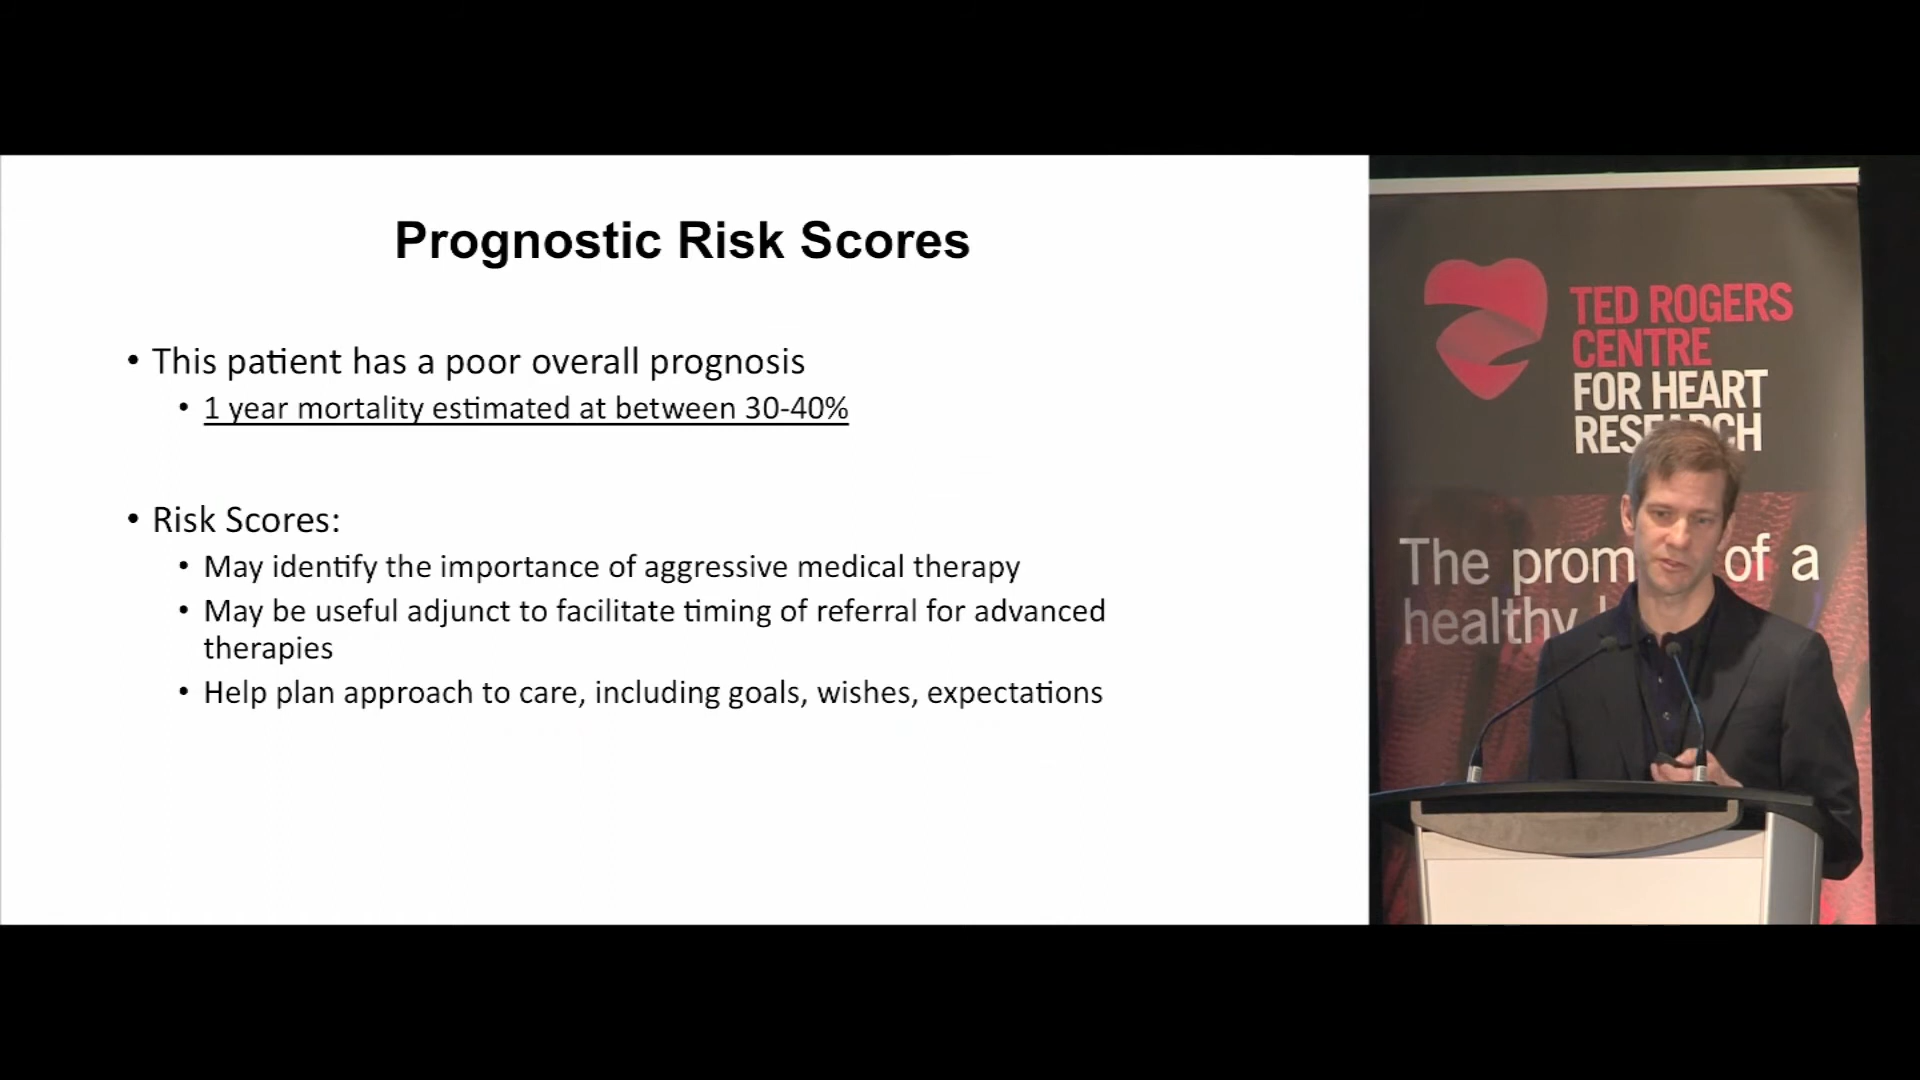 Prognostic Risk Scores
• This patient has a poor overall prognosis
• 1 year mortality estimated at between 30-40%
• Risk Scores:
• May identify the importance of aggressive medical therapy
• May be useful adjunct to facilitate timing of referral for advanced
therapies
• Help plan approach to care, including goals, wishes, expectations
TED ROGERS
CENTRE
FOR HEART
RESEARCH
The promise of a
healthy